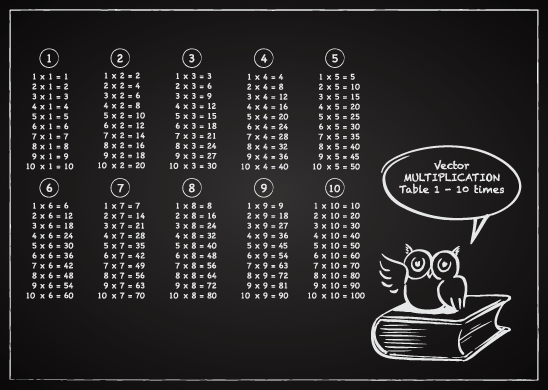 1
1 x 1 = 1
2 x 1 = 2
3 x 1 = 3
4 x 1 = 4
5 x 1 = 5
6 x 1 = 6
7 x 1 = 7
8 x 1 = 8
9 x 1 = 9
10 x 1 = 10
2
1 x 2 = 2
2 x 2 = 4
3 x 2 = 6
4 x 2 = 8
5 x 2 = 10
6 x 2 = 12
7 x 2 = 14
8 x 2 = 16
9 x 2 = 18
10 x 2 = 20
3
1 x 3 = 3
2 x 3 = 6
3 x 3 = 9
4 x 3 = 12
5 x 3 = 15
6 x 3 = 18
7 x 3 = 21
8 x 3 = 24
9 x 3 = 27
10 x 3 = 30
4
1 x 4 = 4
2 x 4 = 8
3 x 4 = 12
4 x 4 = 16
5 x 4 = 20
6 x 4 = 24
7 x 4 = 28
8 x 4 = 32
9 x 4 = 36
10 x 4 = 40
5
1 x 5 = 5
2 x 5 = 10
3 x 5 = 15
4 x 5 = 20
5 x 5 = 25
6 x 5 = 30
7 x 5 = 35
8 x 5 = 40
9 x 5 = 45
10 x 5 = 50
6
1 x 6 = 6
2 x 6 = 12
3 x 6 = 18
4 x 6 = 24
5 x 6 = 30
6 x 6 = 36
7 x 6 = 42
8 x 6 = 48
9 x 6 = 54
10 x 6 = 60
7
1 x 7 = 7
2 x 7 = 14
3 x 7 = 21
4 x 7 = 28
5 x 7 = 35
6 x 7 = 42
7 x 7 = 49
8 x 7 = 56
9 x 7 = 63
10 x 7 = 70
8
1 x 8 = 8
2 x 8 = 16
3 x 8 = 24
4 x 8 = 32
5 x 8 = 40
6 x 8 = 48
7 x 8 = 56
8 x 8 = 64
9 x 8 = 72
10 x 8 = 80
9
1 x 9 = 9
2 x 9 = 18
3 x 9 = 27
4 x 9 = 36
5 x 9 = 45
6 x 9 = 54
7 x 9 = 63
8 x 9 = 72
9 x 9 = 81
10 x 9 = 90
10
1 x 10 = 10
2 x 10 = 20
3 x 10 = 30
4 x 10 = 40
5 x 10 = 50
6 x 10 = 60
7 x 10 = 70
8 x 10 = 80
9 x 10 = 90
10 x 10 = 100
Vector
MULTIPLICATION
Table 1 - 10 times